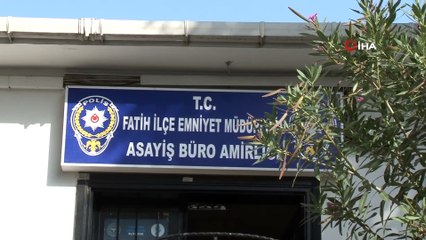 İHA
T.C.
FATİH İLÇE EMNİYET
ASAYİŞ BÜRO
POLİS